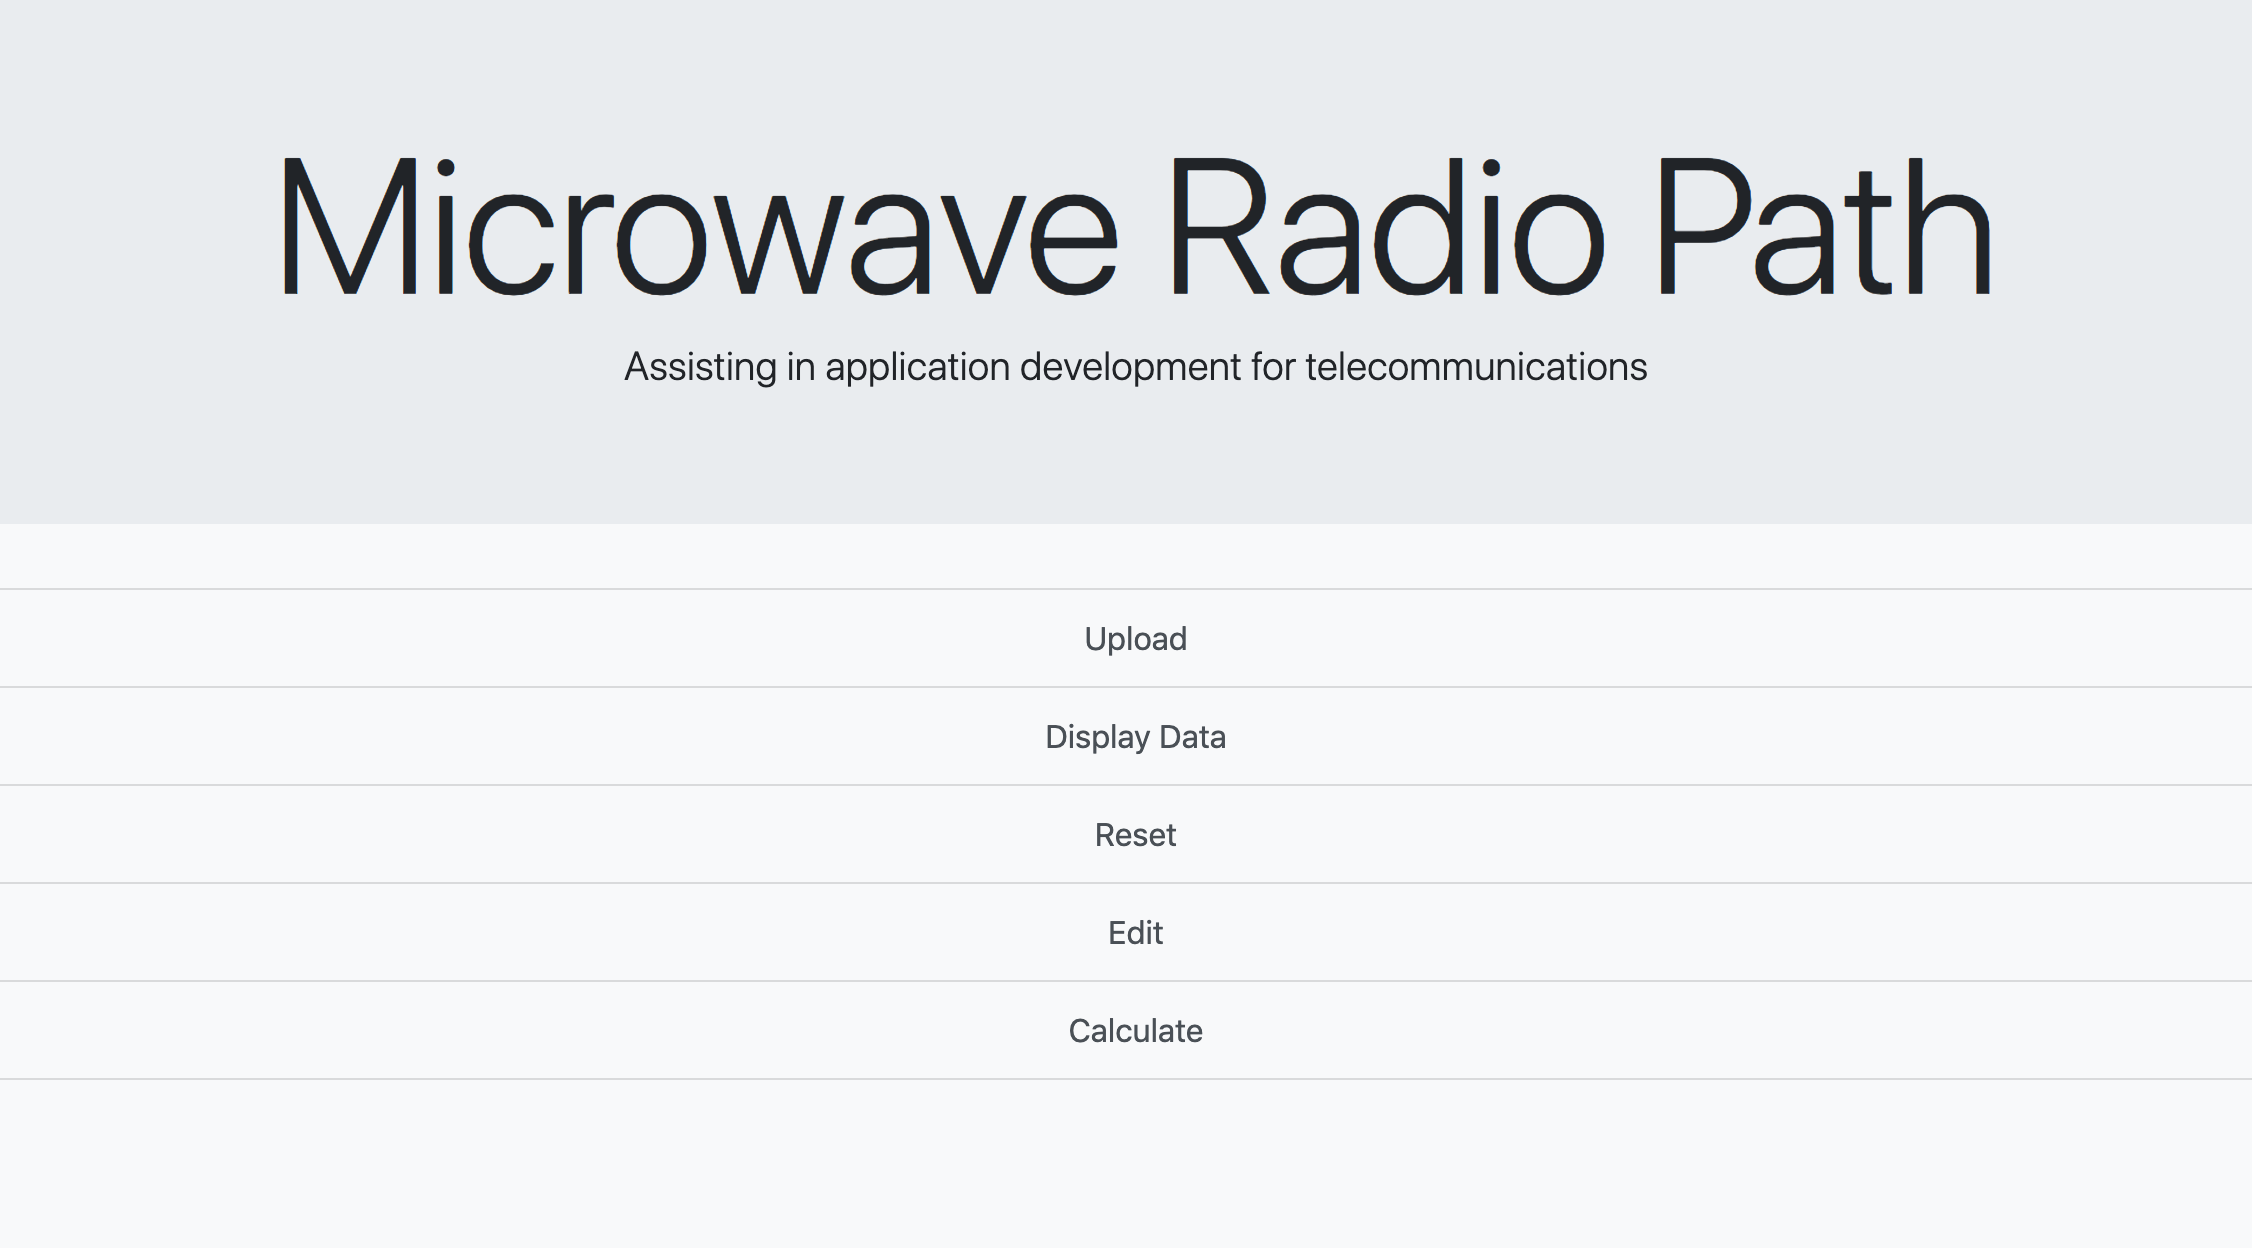 Microwave Radio Path
Assisting in application development for telecommunications
Upload
Display Data
Reset
Edit
Calculate